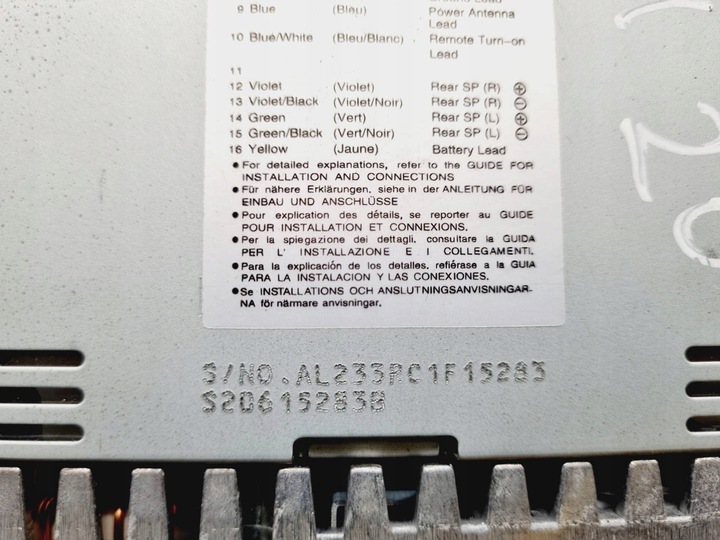 9 Blue (Bleu) Power Antenna
Lead
10 Blue/White (Bleu/Blanc) Remote Turn-on
Lead
11
12 Violet (Violet) Rear SP (R) ⊕
13 Violet/Black (Violet/Noir) Rear SP (R) ⊖
14 Green (Vert) Rear SP (L) ⊕
15 Green/Black (Vert/Noir) Rear SP (L) ⊖
16 Yellow (Jaune) Battery Lead
● For detailed explanations, refer to the GUIDE FOR
INSTALLATION AND CONNECTIONS
● Für nähere Erklärungen, siehe in der ANLEITUNG FÜR
EINBAU UND ANSCHLÜSSE
● Pour explication des détails, se reporter au GUIDE
POUR INSTALLATION ET CONNEXIONS.
● Per la spiegazione dei dettagli, consultare la GUIDA
PER L' INSTALLAZIONE E I COLLEGAMENTI.
● Para la explicación de los detalles, refiérase a la GUIA
PARA LA INSTALACION Y LAS CONEXIONES.
● Se INSTALLATIONS OCH ANSLUTNINGSANVISNINGAR-
NA för närmare anvisningar.
S/NO.AL233RC1F15283
S20615283B
20